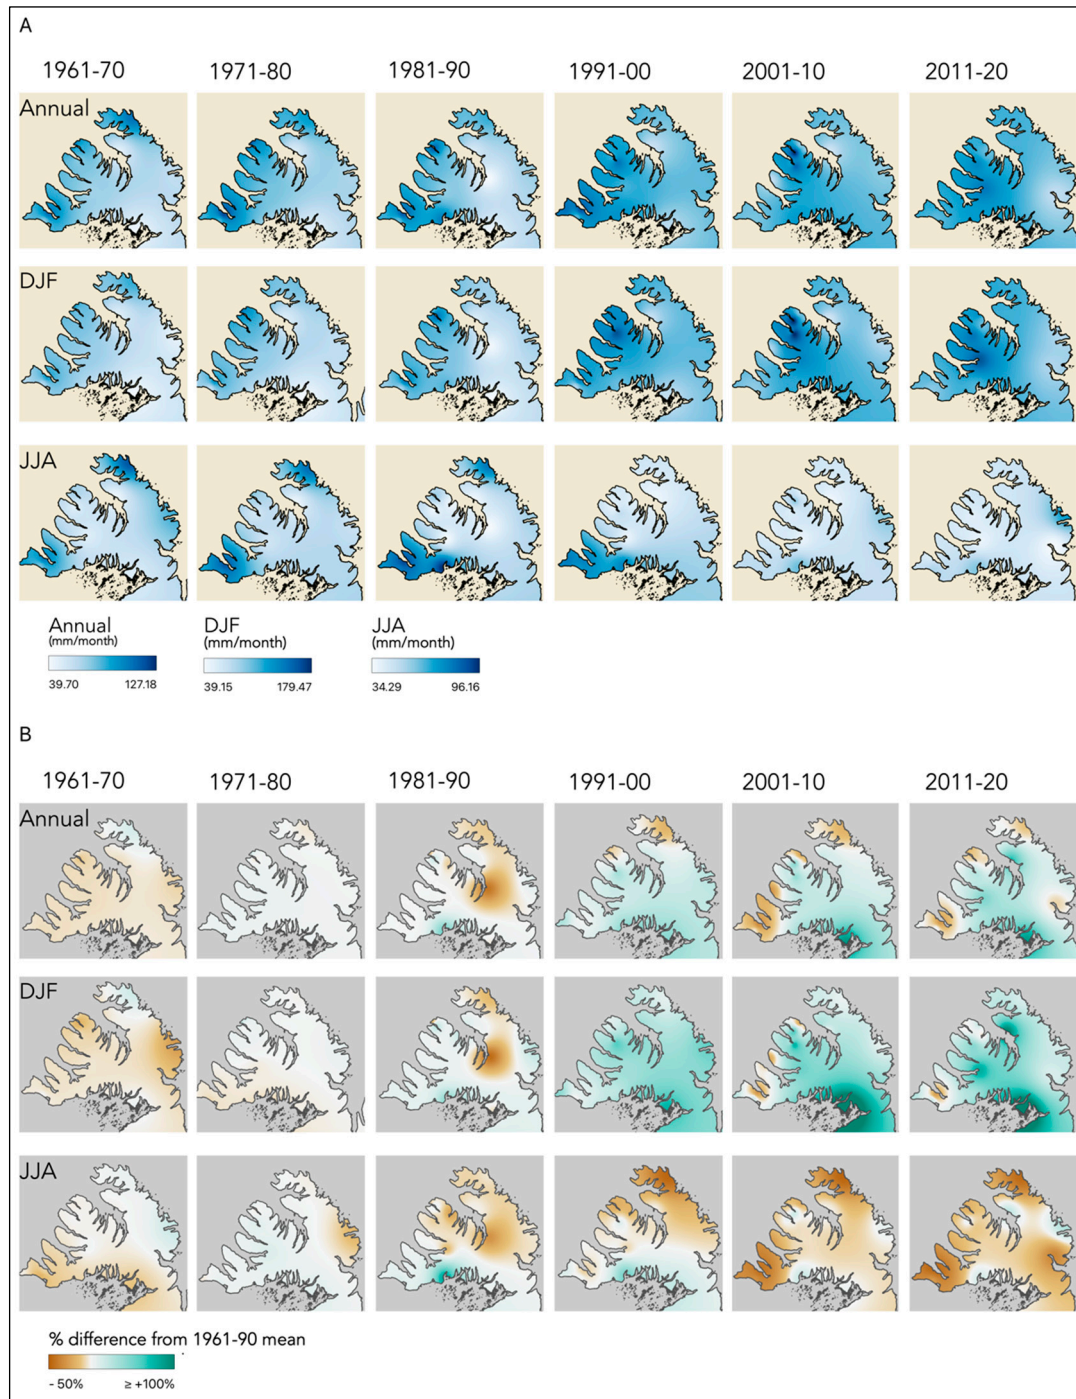 A
1961-70 1971-80 1981-90 1991-00 2001-10 2011-20
Annual
DJF
JJA
Annual DJF JJA
(mm/month) (mm/month) (mm/month)
39.70 127.18 39.15 179.47 34.29 96.16
B
1961-70 1971-80 1981-90 1991-00 2001-10 2011-20
Annual
DJF
JJA
% difference from 1961-90 mean
- 50% ≥ +100%